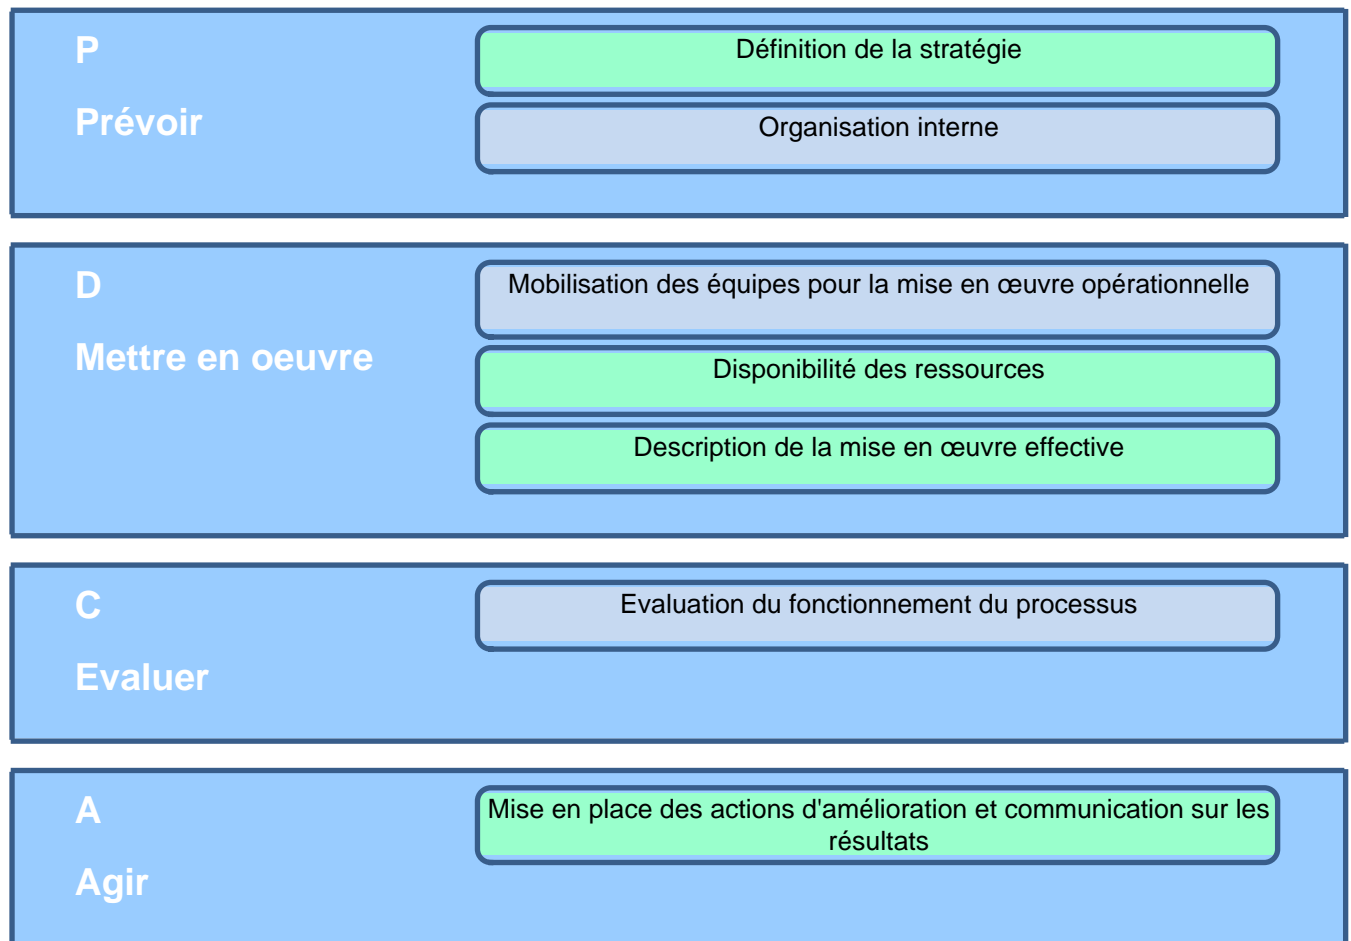 P
Prévoir
Définition de la stratégie
Organisation interne
D
Mettre en oeuvre
Mobilisation des équipes pour la mise en œuvre opérationnelle
Disponibilité des ressources
Description de la mise en œuvre effective
C
Evaluer
Evaluation du fonctionnement du processus
A
Agir
Mise en place des actions d'amélioration et communication sur les
résultats